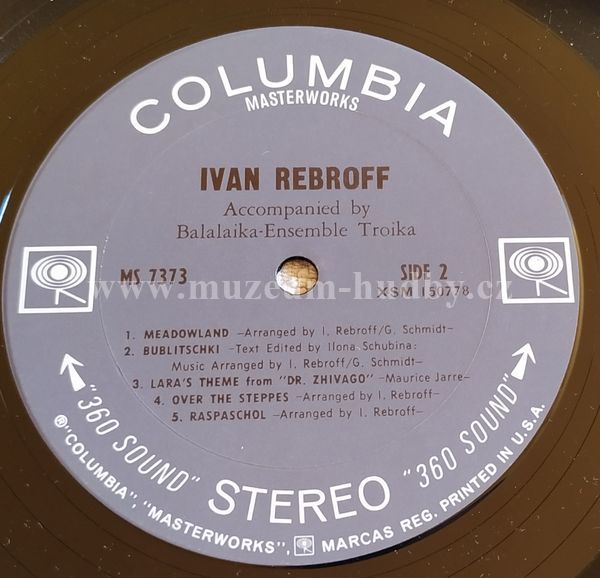 COLUMBIA
MASTERWORKS
IVAN REBROFF
Accompanied by
Balalaika-Ensemble Troika
MS 7373
SIDE 2
XSM 150778
www.muzeum-hudby.cz
1. MEADOWLAND -Arranged by I. Rebroff/G. Schmidt-
2. BUBLITSCHKI -Text Edited by Ilona Schubina:
Music Arranged by I. Rebroff/G. Schmidt-
3. LARA'S THEME from "DR. ZHIVAGO" -Maurice Jarre-
4. OVER THE STEPPES -Arranged by I. Rebroff-
5. RASPASCHOL -Arranged by I. Rebroff-
"360 SOUND" STEREO "360 SOUND"
® "COLUMBIA", "MASTERWORKS", MARCAS REG. PRINTED IN U.S.A.